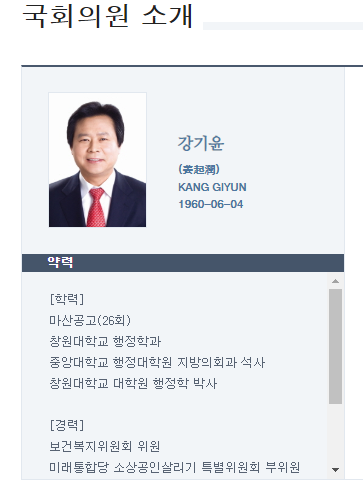 국회의원 소개
강기윤
(姜起潤)
KANG GIYUN
1960-06-04
약력
[학력]
마산공고(26회)
창원대학교 행정학과
중앙대학교 행정대학원 지방의회과 석사
창원대학교 대학원 행정학 박사
[경력]
보건복지위원회 위원
미래통합당 소상공인살리기 특별위원회 부위원